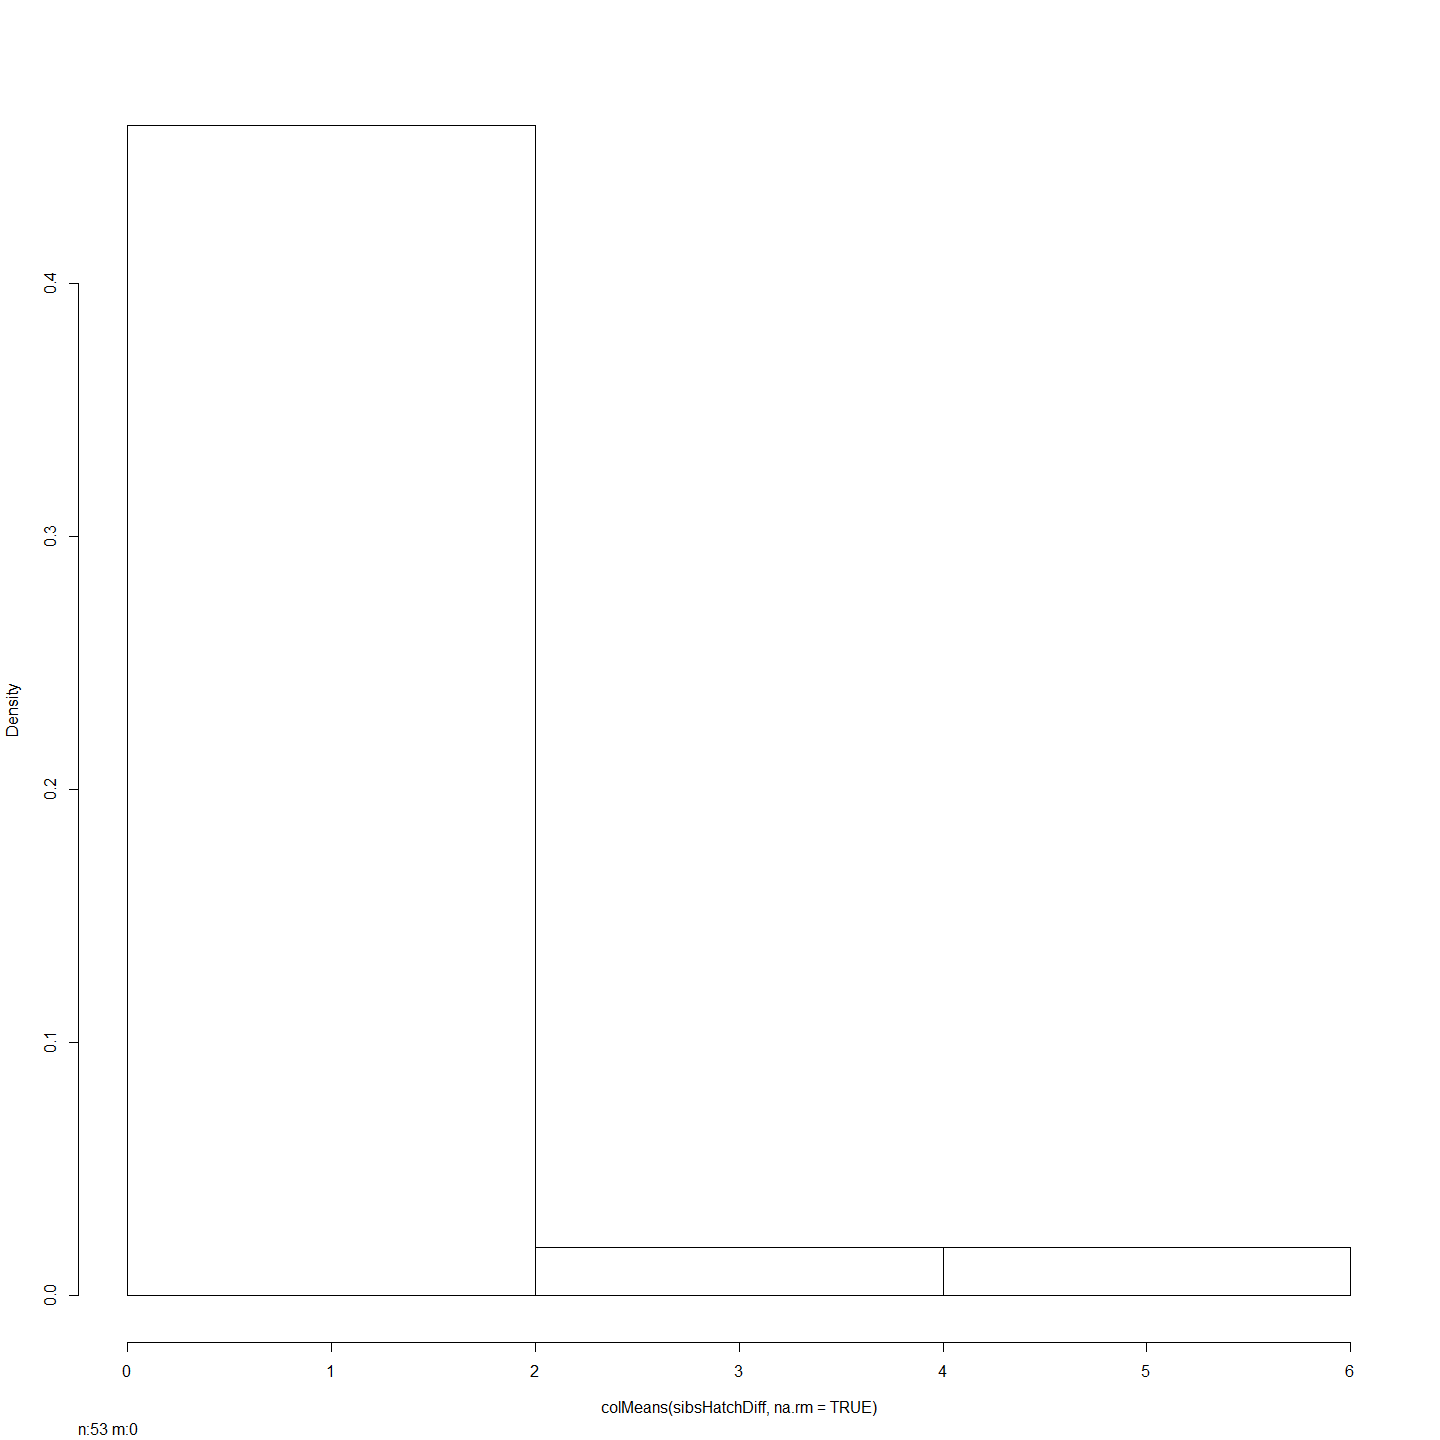 Density
0.4
0.3
0.2
0.1
0.0
0 1 2 3 4 5 6
colMeans(sibsHatchDiff, na.rm = TRUE)
n:53 m:0